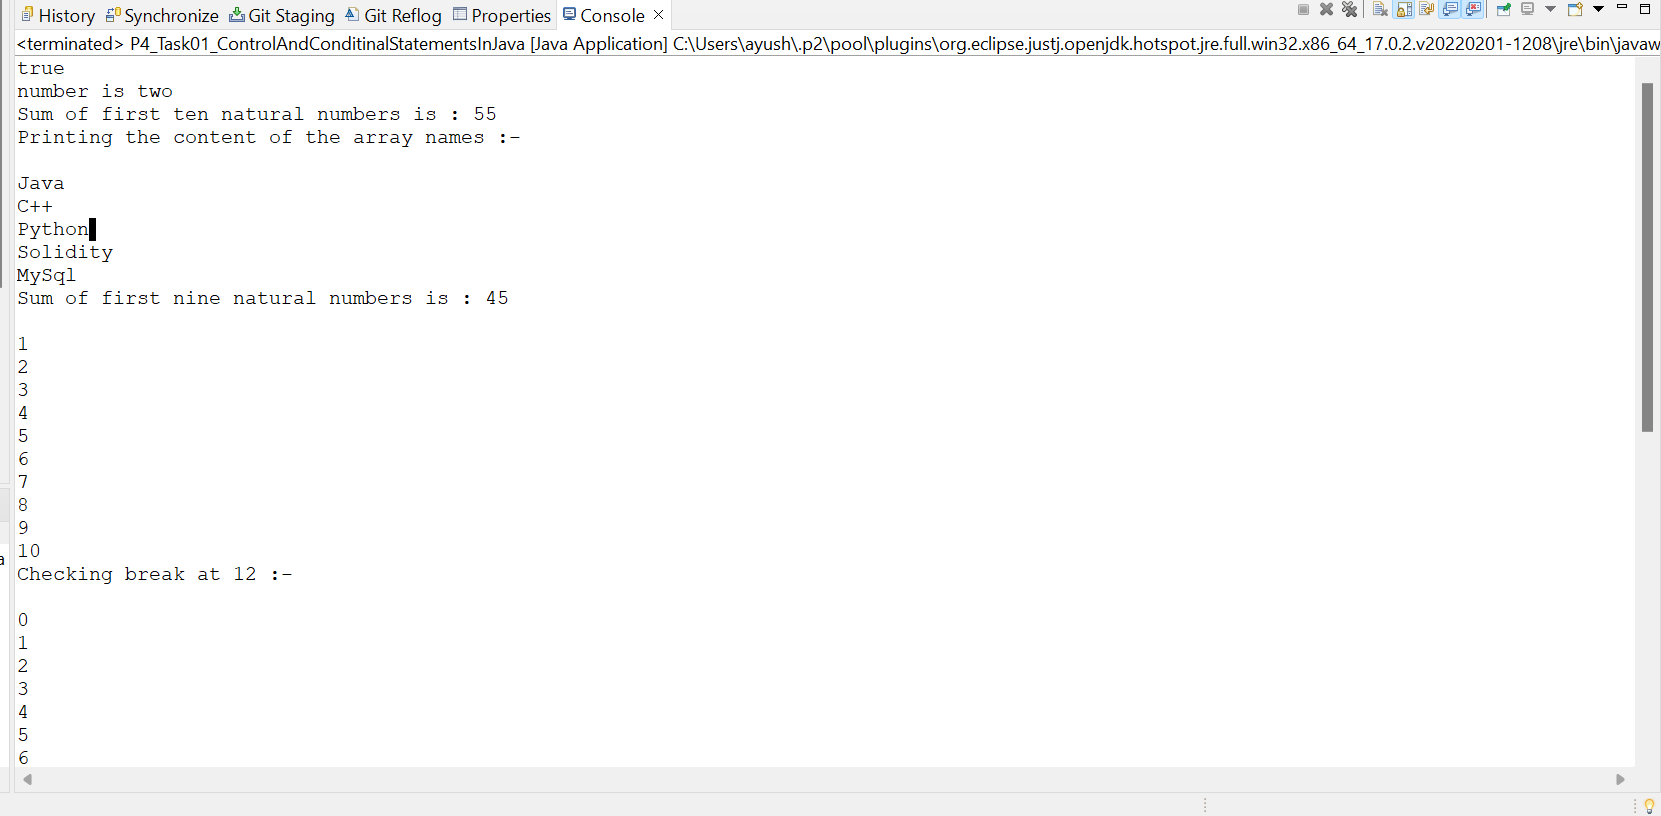 History Synchronize Git Staging Git Reflog Properties Console
<terminated> P4_Task01_ControlAndConditinalStatementsInJava [Java Application] C:\Users\ayush\.p2\pool\plugins\org.eclipse.justj.openjdk.hotspot.jre.full.win32.x86_64_17.0.2.v20220201-1208\jre\bin\javaw
true
number is two
Sum of first ten natural numbers is : 55
Printing the content of the array names :-
Java
C++
Python
Solidity
MySql
Sum of first nine natural numbers is : 45
1
2
3
4
5
6
7
8
9
10
a
Checking break at 12 :-
0
1
2
3
4
5
6